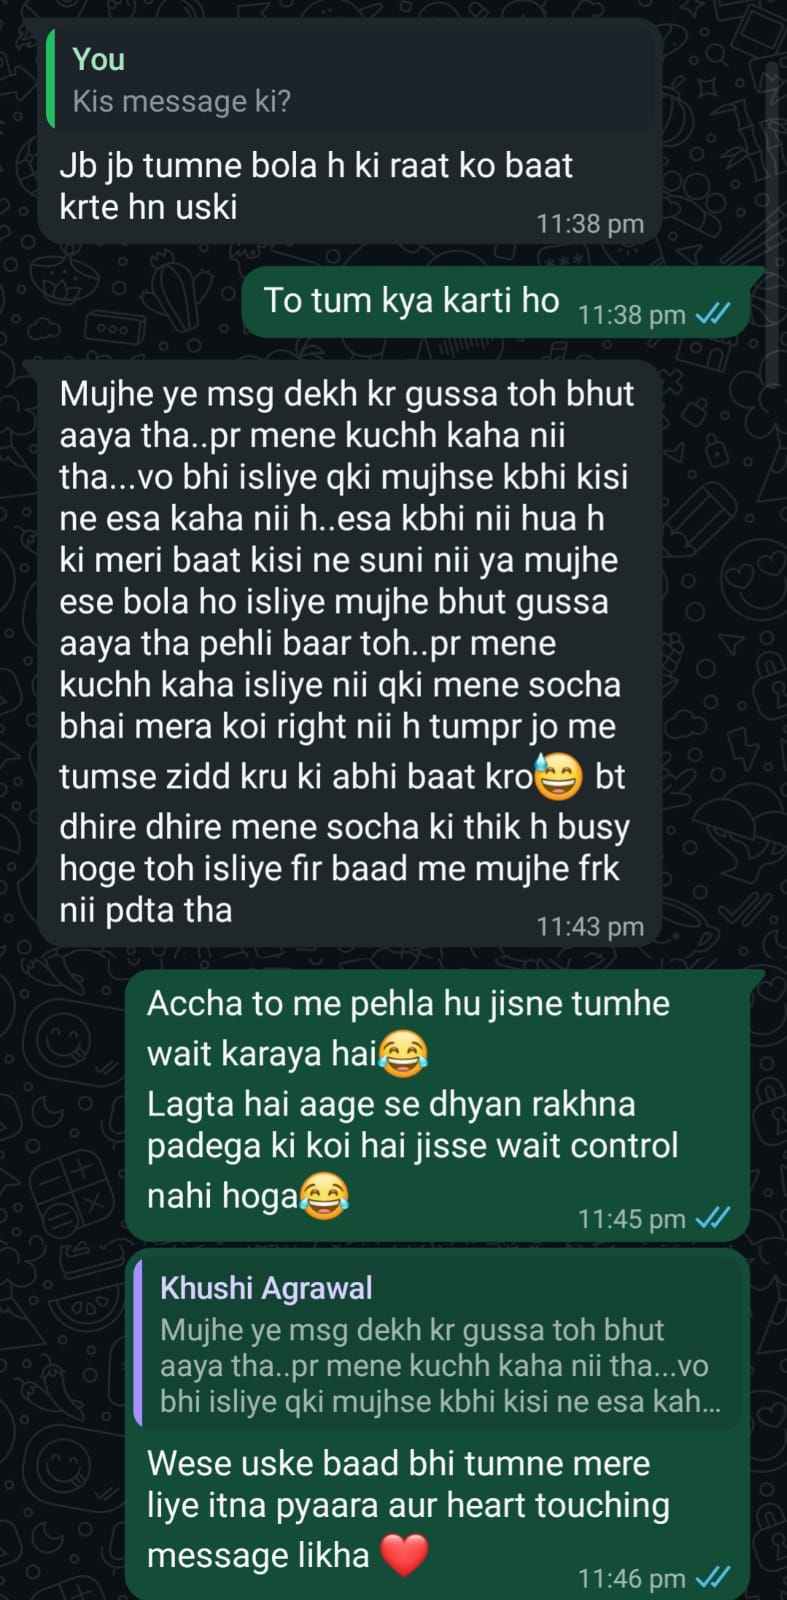 You
Kis message ki?
Jb jb tumne bola h ki raat ko baat
krte hn uski
11:38 pm
To tum kya karti ho
11:38 pm
Mujhe ye msg dekh kr gussa toh bhut
aaya tha..pr mene kuchh kaha nii
tha...vo bhi isliye qki mujhse kbhi kisi
ne esa kaha nii h..esa kbhi nii hua h
ki meri baat kisi ne suni nii ya mujhe
ese bola ho isliye mujhe bhut gussa
aaya tha pehli baar toh..pr mene
kuchh kaha isliye nii qki mene socha
bhai mera koi right nii h tumpr jo me
tumse zidd kru ki abhi baat kro😅 bt
dhire dhire mene socha ki thik h busy
hoge toh isliye fir baad me mujhe frk
nii pdta tha
11:43 pm
Accha to me pehla hu jisne tumhe
wait karaya hai😂
Lagta hai aage se dhyan rakhna
padega ki koi hai jisse wait control
nahi hoga😂
11:45 pm
Khushi Agrawal
Mujhe ye msg dekh kr gussa toh bhut
aaya tha..pr mene kuchh kaha nii tha...vo
bhi isliye qki mujhse kbhi kisi ne esa kah...
Wese uske baad bhi tumne mere
liye itna pyaara aur heart touching
message likha ❤️
11:46 pm